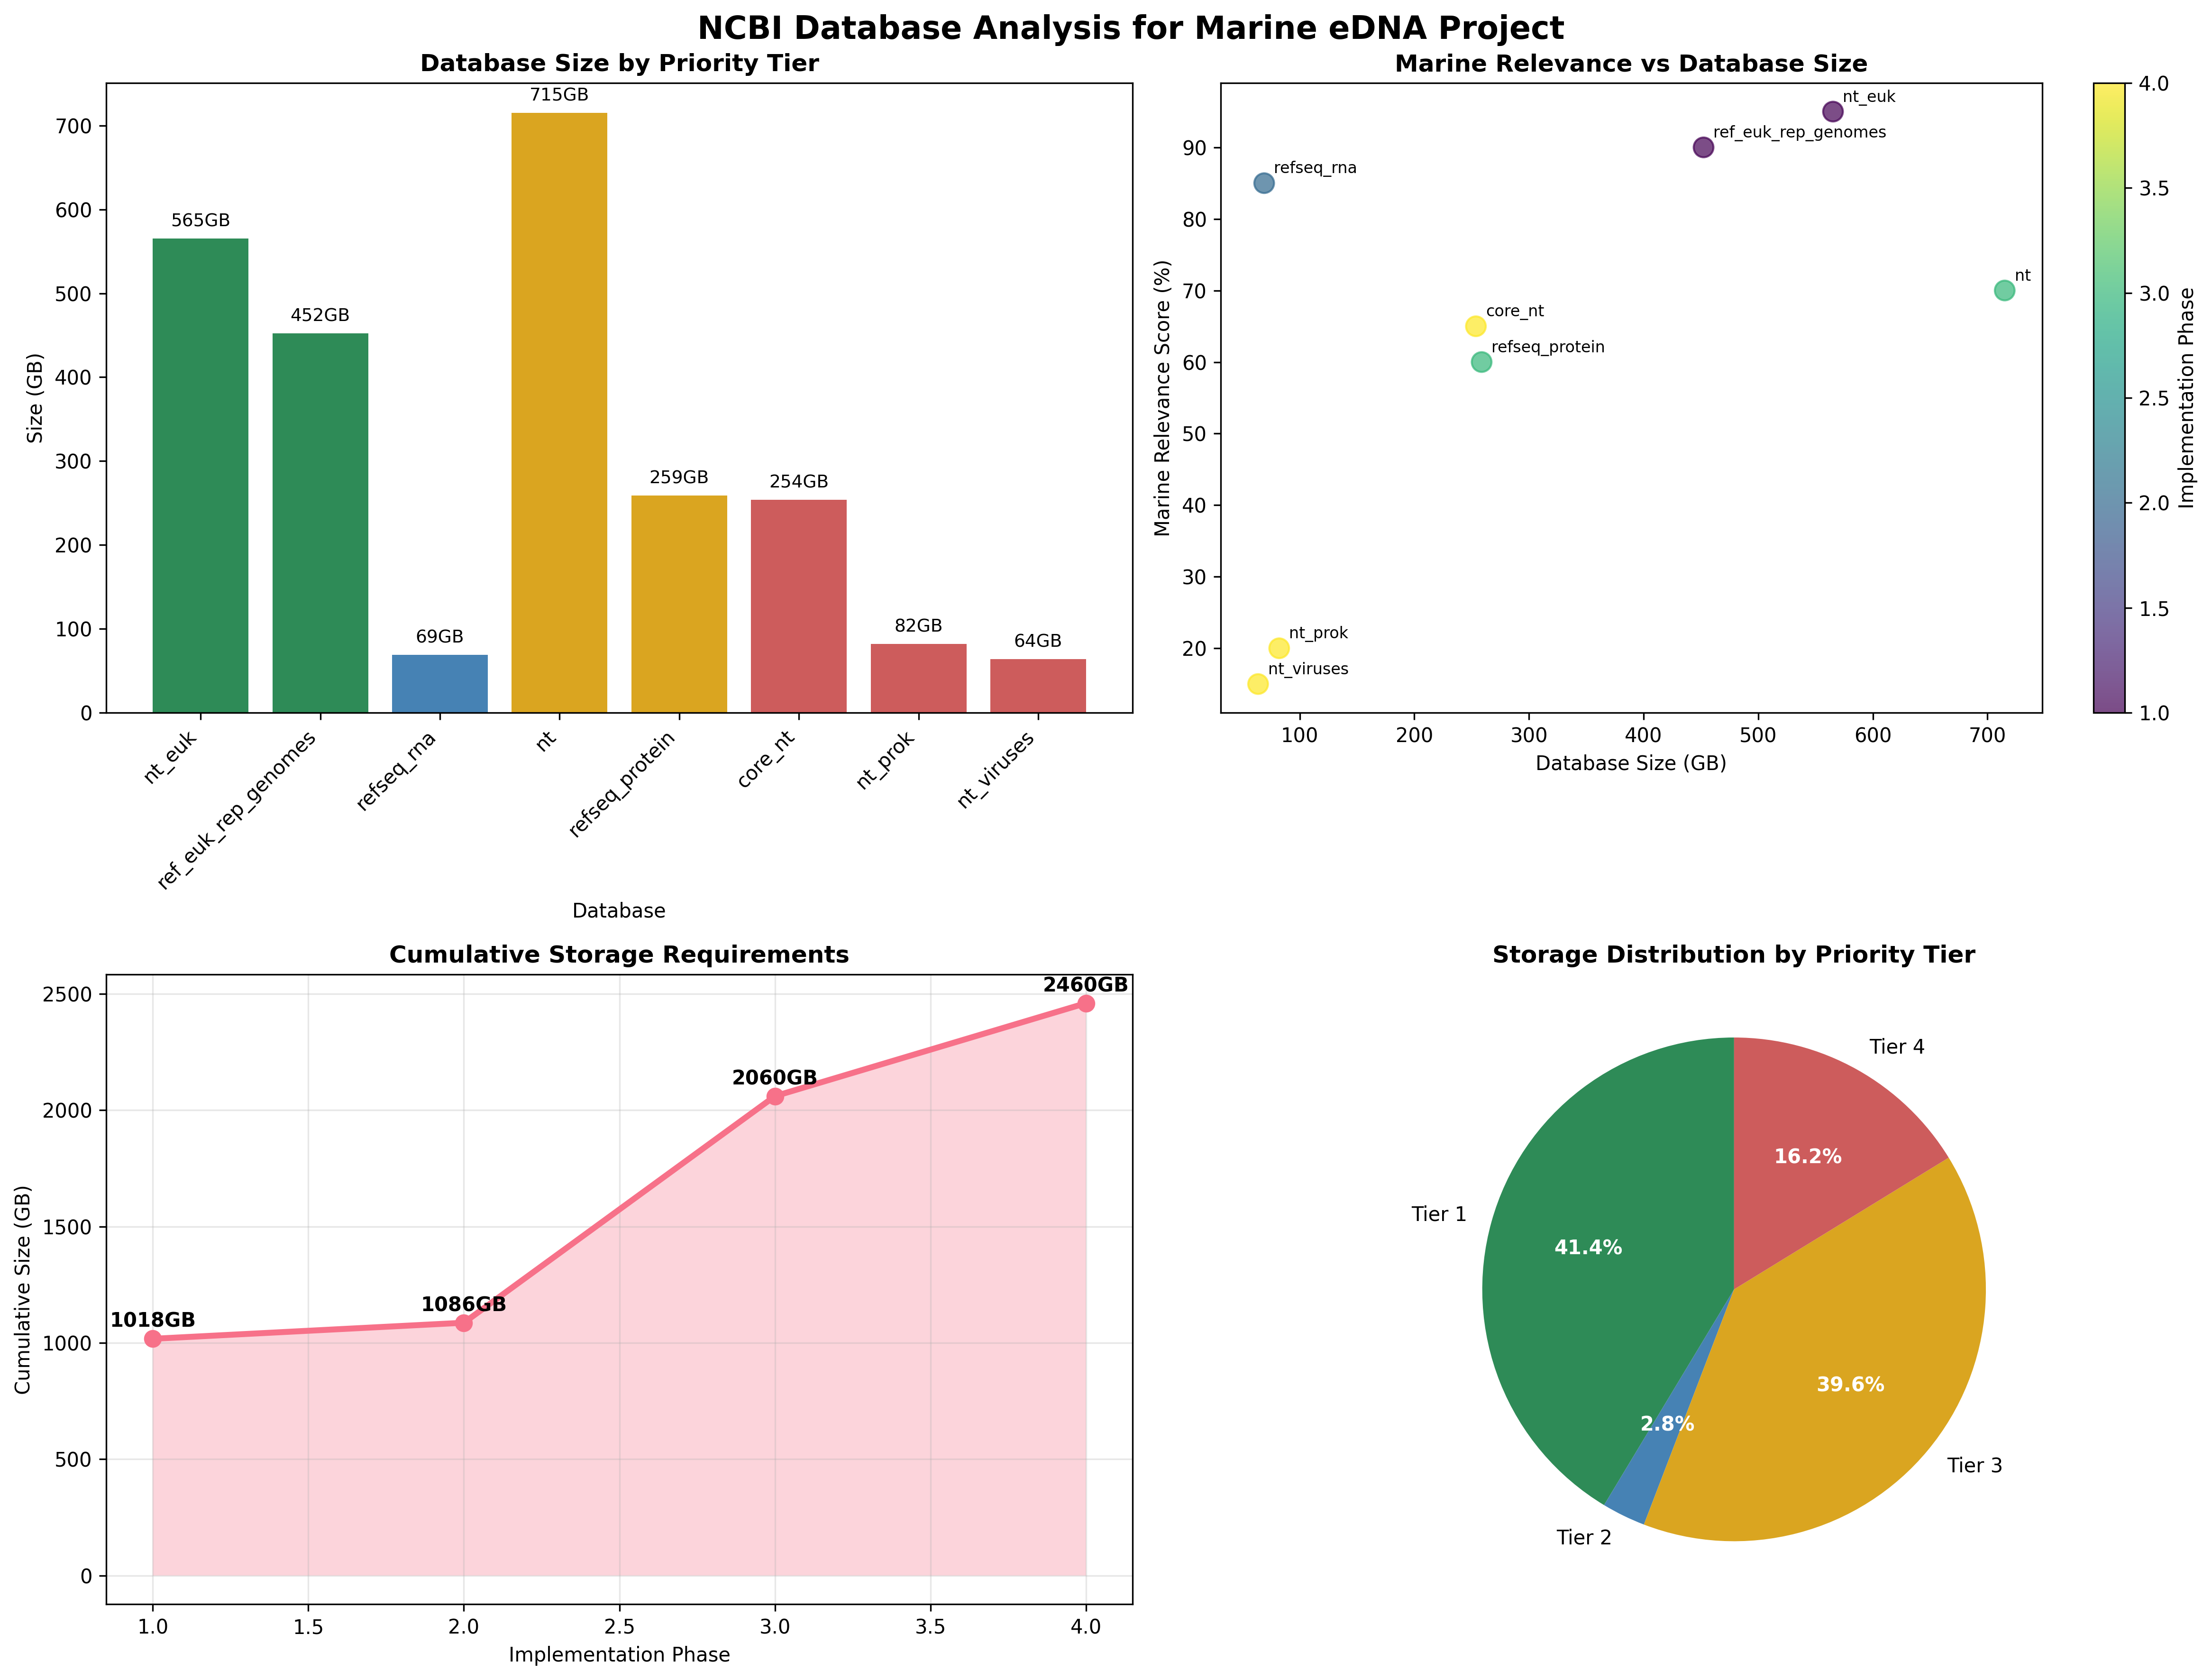 NCBI Database Analysis for Marine eDNA Project
Database Size by Priority Tier
Size (GB)
700
600
500
400
300
200
100
0
565GB
452GB
69GB
715GB
259GB
254GB
82GB
64GB
nt_euk
ref_euk_rep_genomes
refseq_rna
nt
refseq_protein
core_nt
nt_prok
nt_viruses
Database
Marine Relevance vs Database Size
Marine Relevance Score (%)
90
80
70
60
50
40
30
20
nt_euk
ref_euk_rep_genomes
refseq_rna
nt
core_nt
refseq_protein
nt_prok
nt_viruses
100
200
300
400
500
600
700
Database Size (GB)
4.0
3.5
3.0
2.5
2.0
1.5
1.0
Implementation Phase
Cumulative Storage Requirements
Cumulative Size (GB)
2500
2000
1500
1000
500
0
1018GB
1086GB
2060GB
2460GB
1.0
1.5
2.0
2.5
3.0
3.5
4.0
Implementation Phase
Storage Distribution by Priority Tier
Tier 4
16.2%
Tier 1
41.4%
39.6%
2.8%
Tier 3
Tier 2